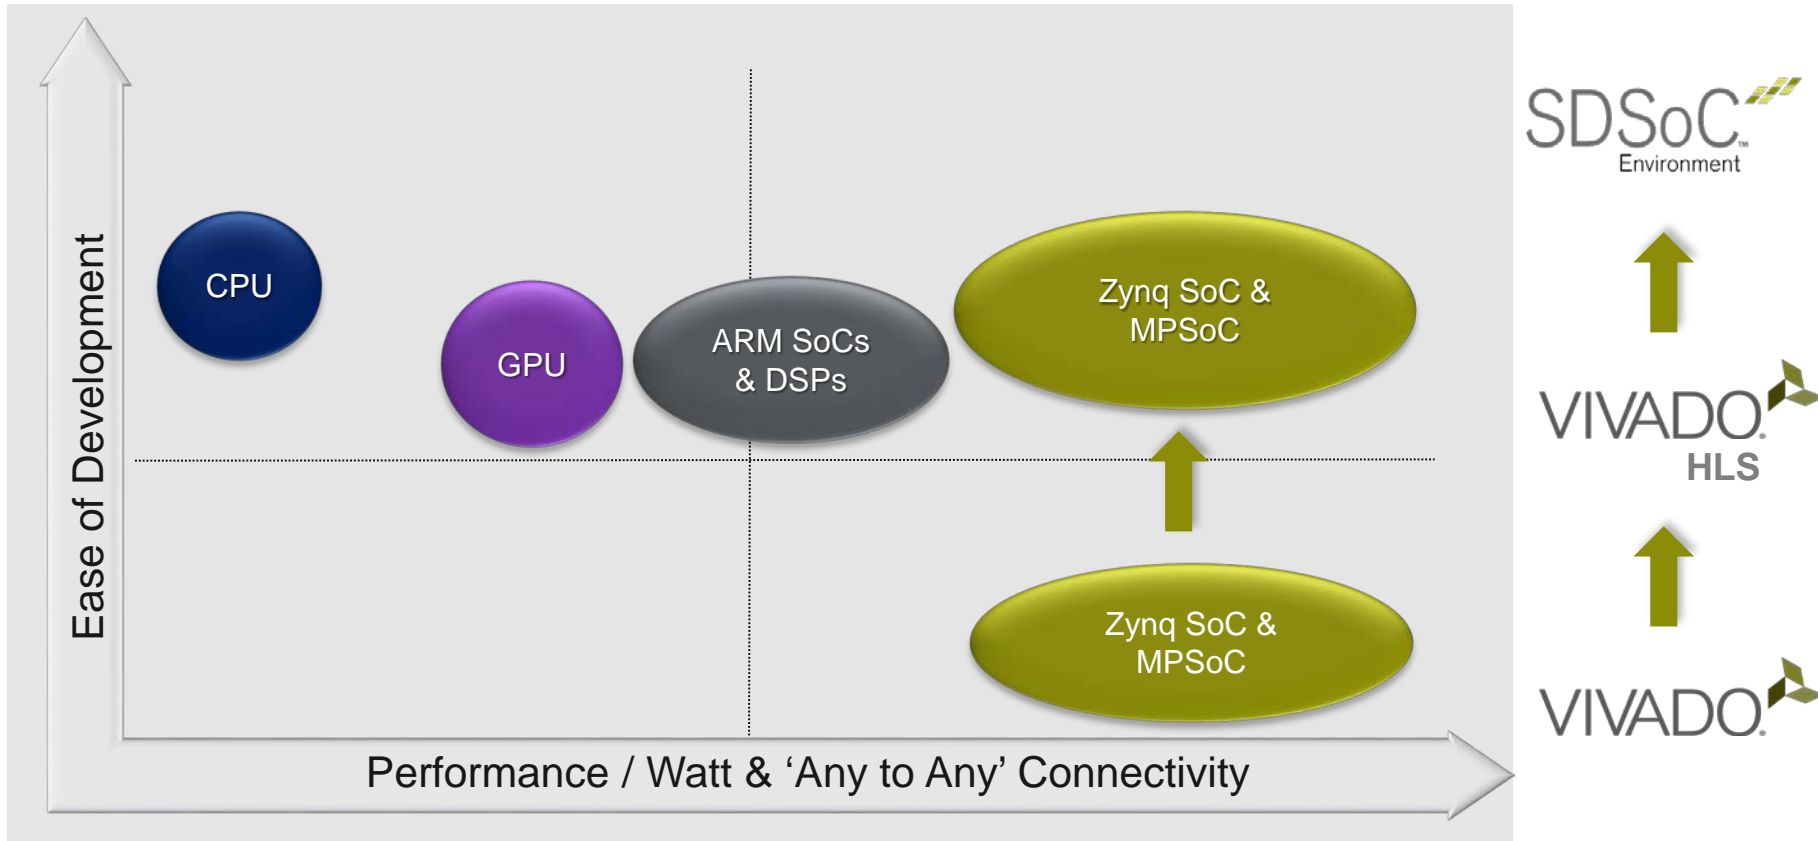 Ease of Development
CPU
GPU
ARM SoCs
& DSPs
Zynq SoC &
MPSoC
Zynq SoC &
MPSoC
Performance / Watt & ‘Any to Any’ Connectivity
SDSoC™
Environment
VIVADO®
HLS
VIVADO®